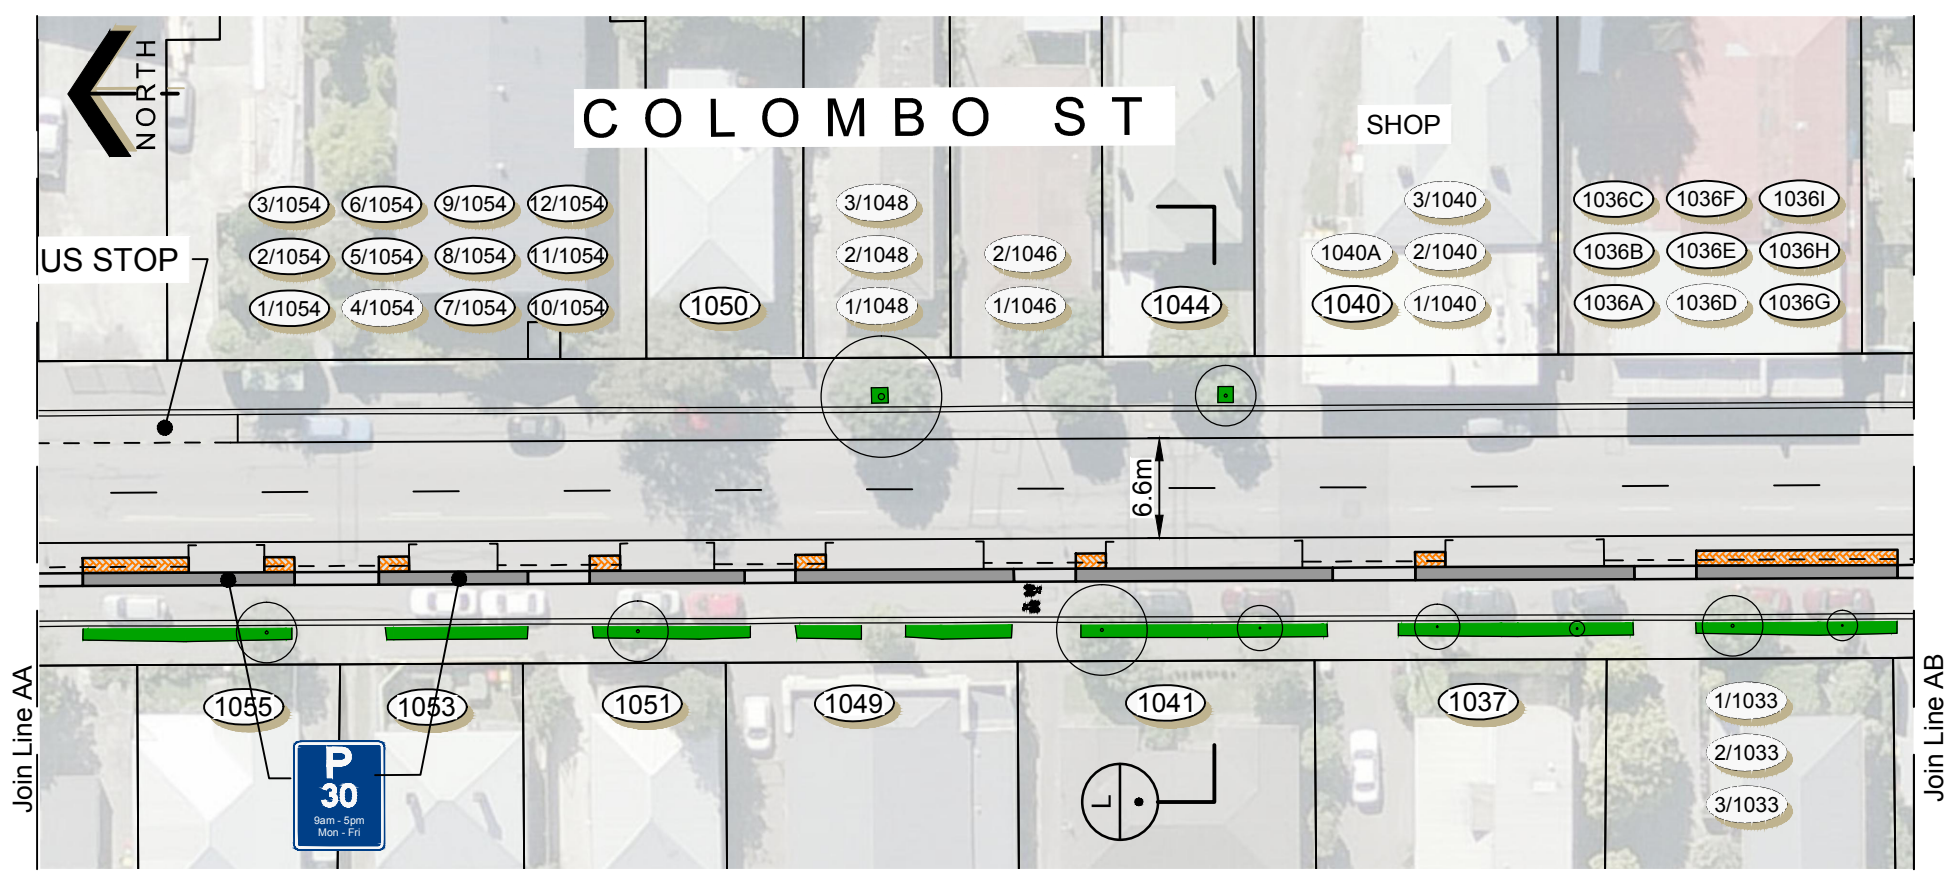 NORTH
COLOMBO ST
SHOP
3/1054 6/1054 9/1054 12/1054
2/1054 5/1054 8/1054 11/1054
1/1054 4/1054 7/1054 10/1054
US STOP
1050
3/1048
2/1048
1/1048
2/1046
1/1046
1044
3/1040
1040A 2/1040
1040 1/1040
1036C 1036F 1036I
1036B 1036E 1036H
1036A 1036D 1036G
6.6m
1055
1053
1051
1049
1041
1037
1/1033
2/1033
3/1033
P
30
9am - 5pm
Mon - Fri
L
Join Line AA
Join Line AB